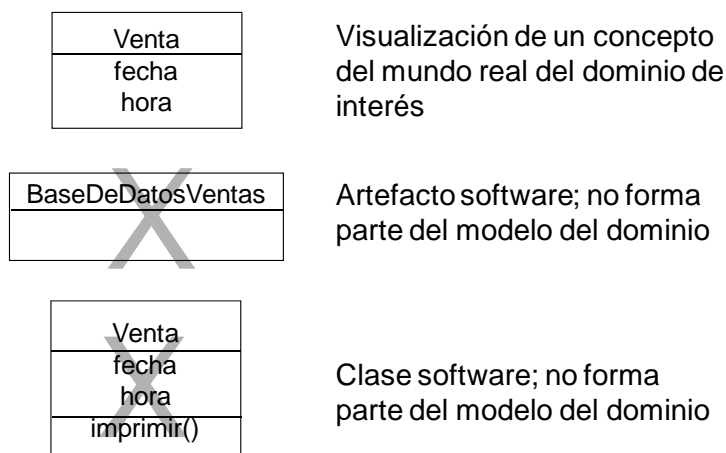 Venta
fecha
hora
Visualización de un concepto
del mundo real del dominio de
interés
BaseDeDatosVentas
X
Artefacto software; no forma
parte del modelo del dominio
Venta
fecha
hora
imprimir()
X
Clase software; no forma
parte del modelo del dominio